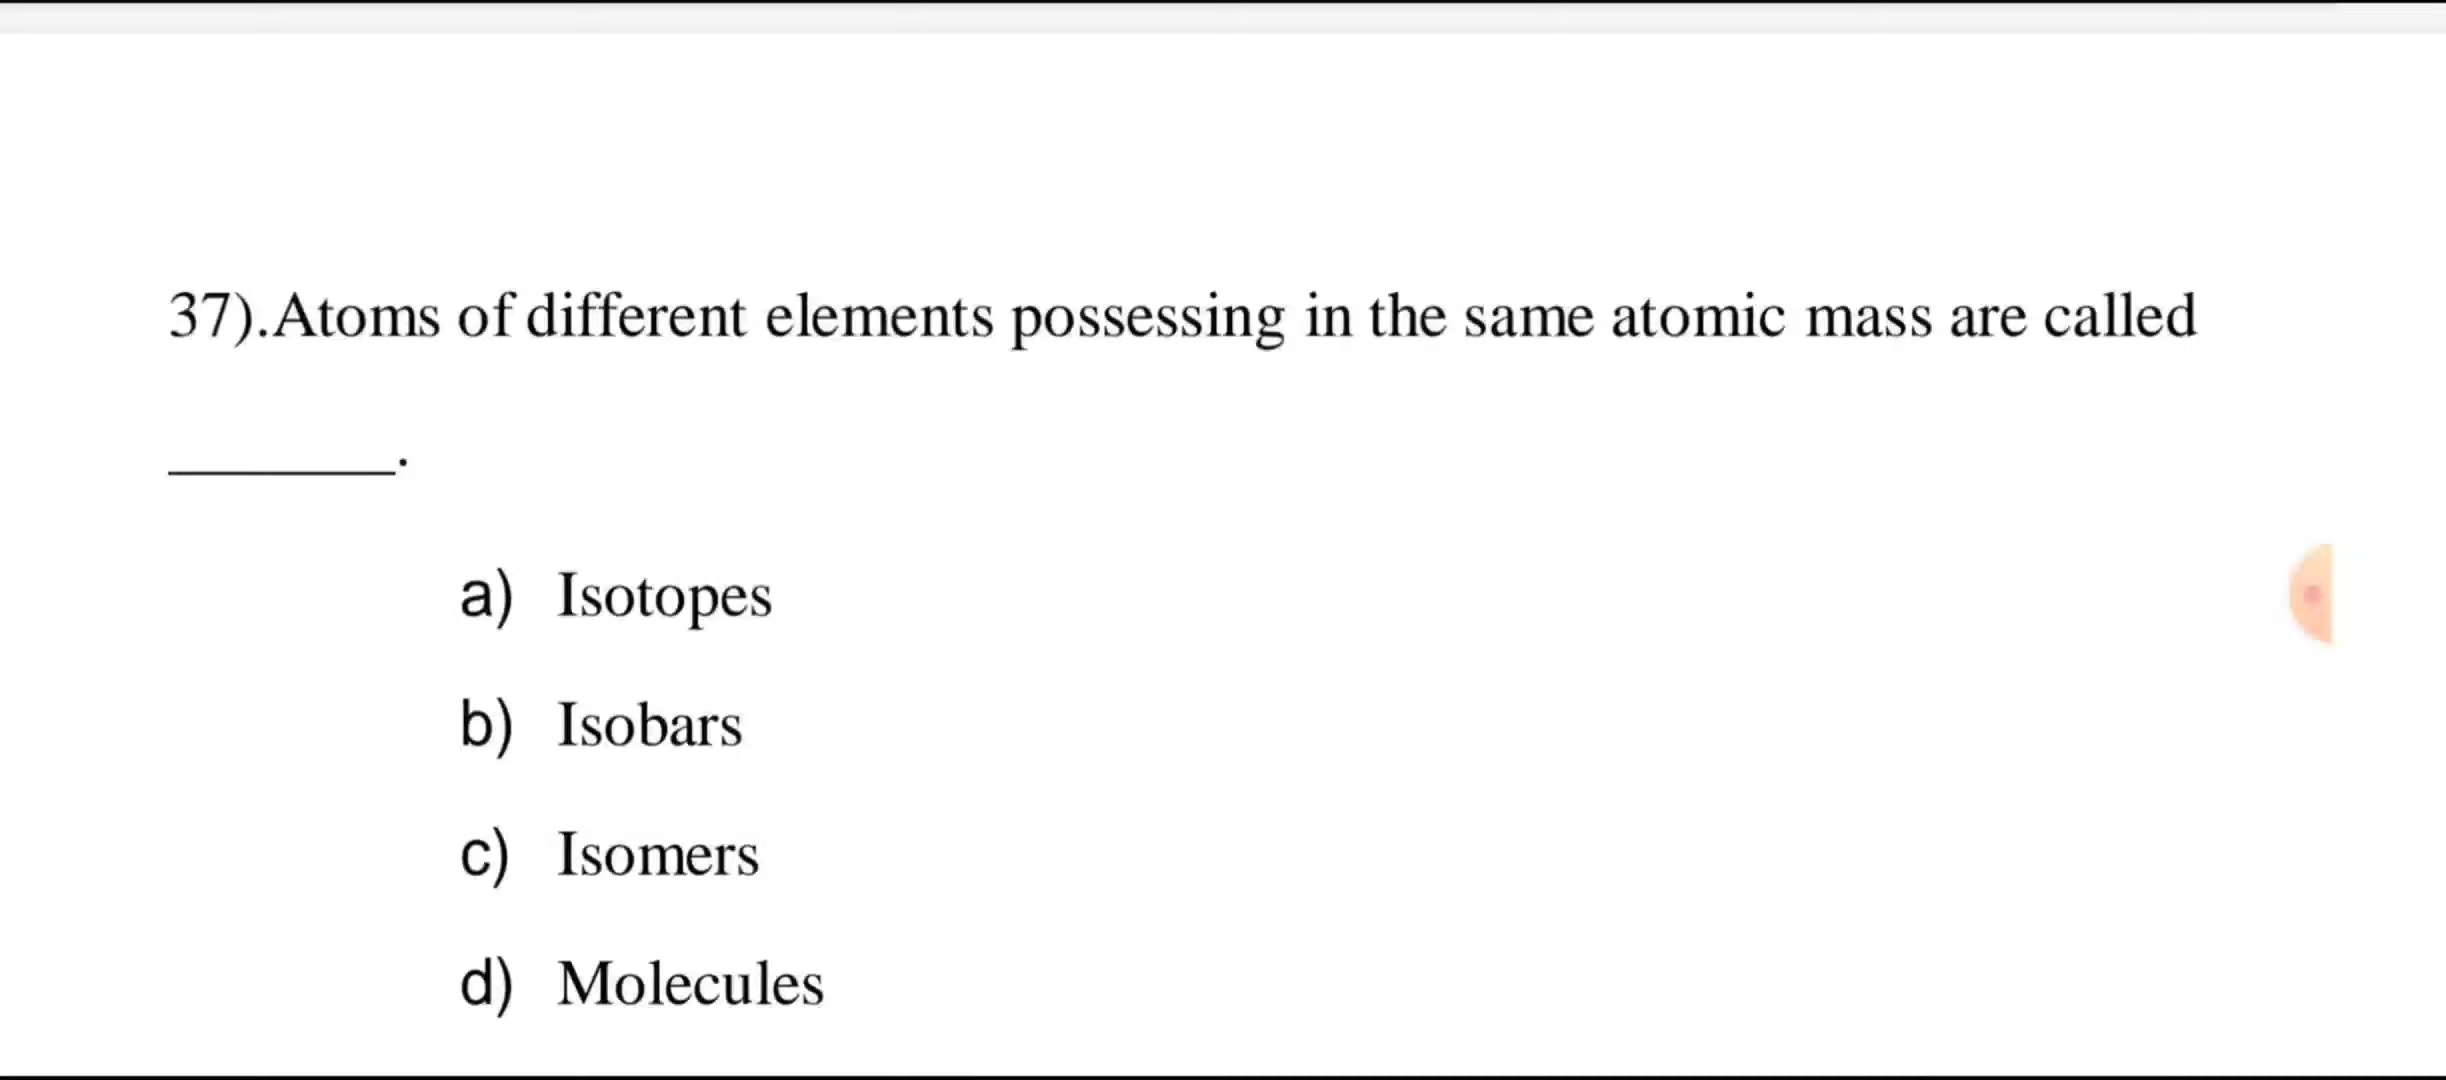 37).Atoms of different elements possessing in the same atomic mass are called
________.
a) Isotopes
b) Isobars
c) Isomers
d) Molecules